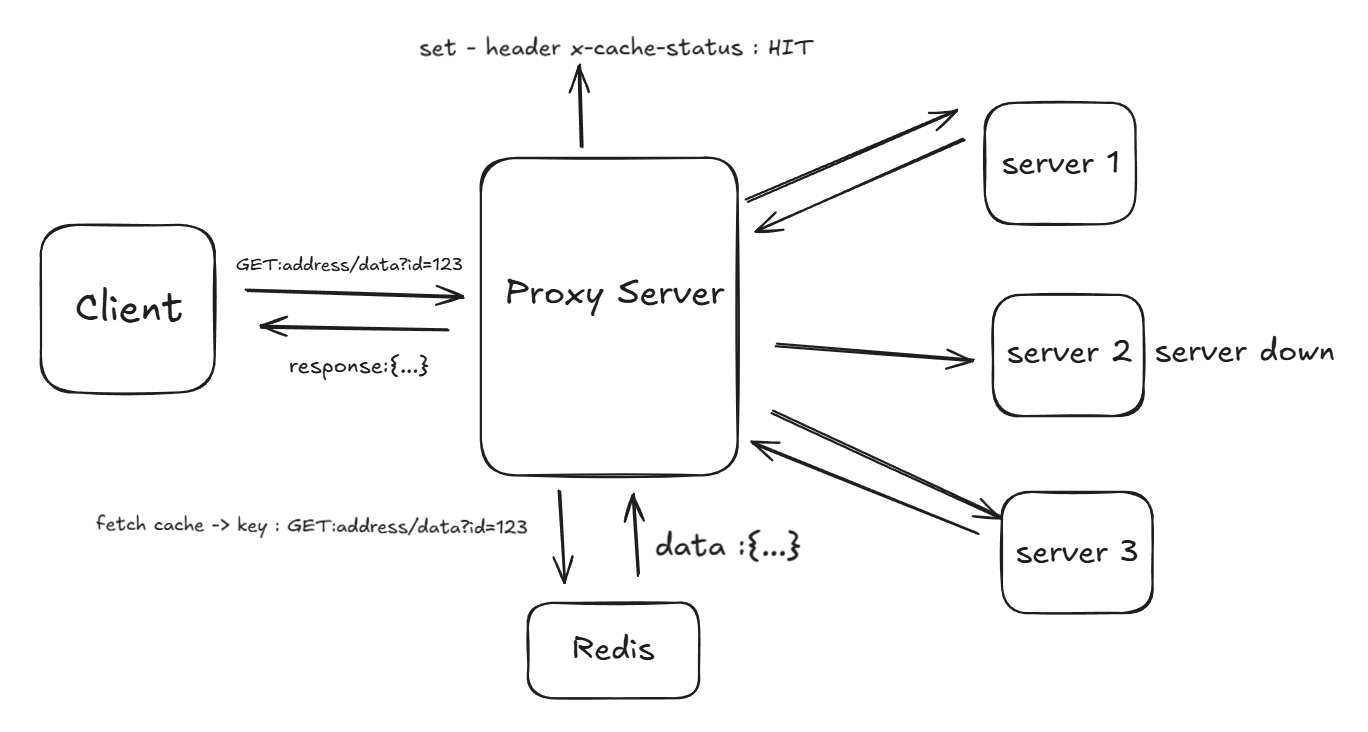 set - header x-cache-status : HIT
server 1
GET:address/data?id=123
Client
Proxy Server
response:{...}
server 2
server down
fetch cache -> key : GET:address/data?id=123
data :{...}
server 3
Redis